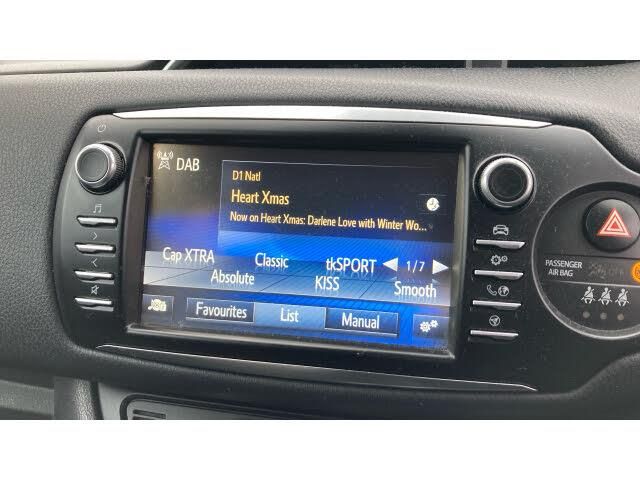 DAB
D1 Natl
Heart Xmas
Now on Heart Xmas: Darlene Love with Winter Wo...
Cap XTRA Classic tkSPORT 1/7
Absolute KISS Smooth
Favourites List Manual
PASSENGER
AIR BAG OFF